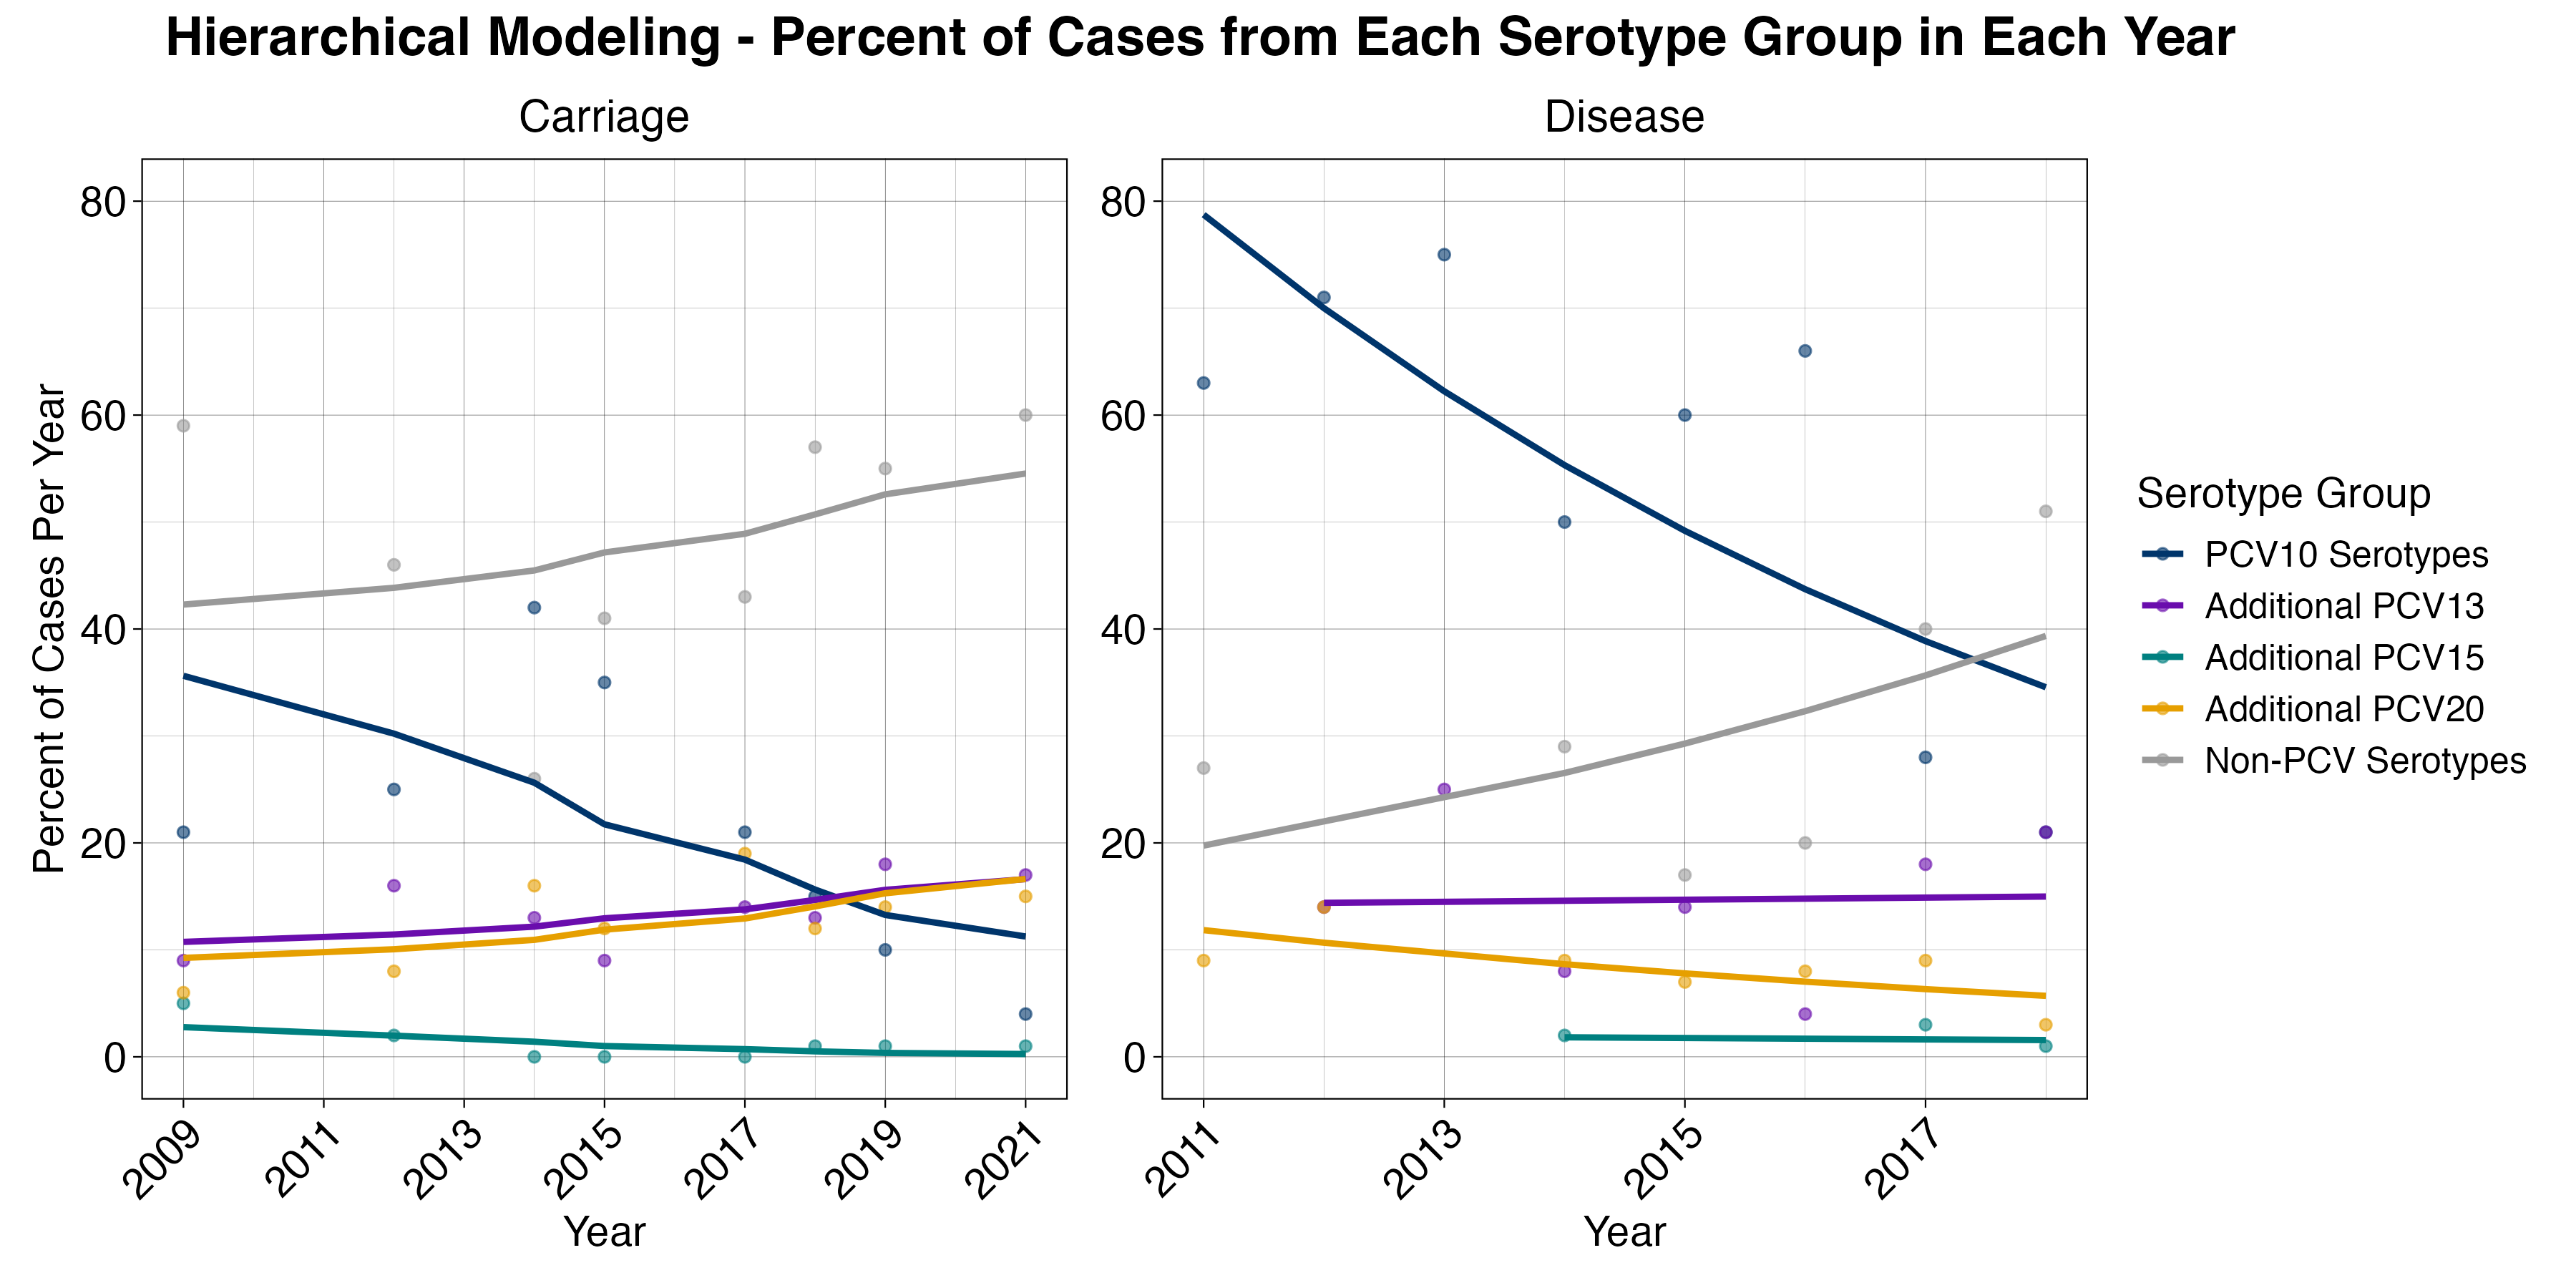 Hierarchical Modeling - Percent of Cases from Each Serotype Group in Each Year
Carriage
Disease
Percent of Cases Per Year
80
60
40
20
0
2009
2011
2013
2015
2017
2019
2021
Year
80
60
40
20
0
2011
2013
2015
2017
Year
Serotype Group
PCV10 Serotypes
Additional PCV13
Additional PCV15
Additional PCV20
Non-PCV Serotypes